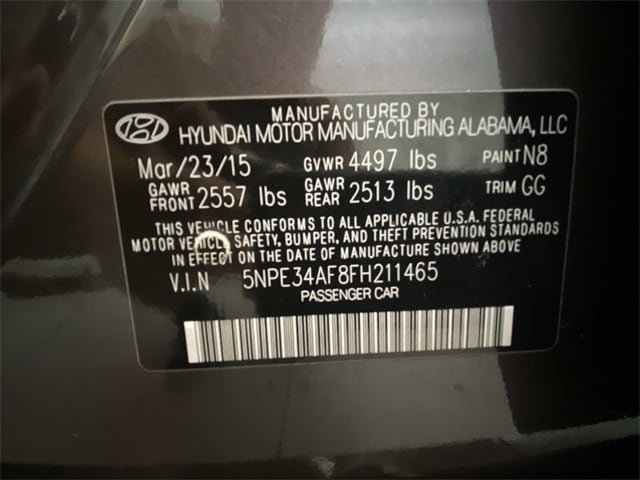 MANUFACTURED BY
HYUNDAI MOTOR MANUFACTURING ALABAMA, LLC
Mar/23/15 GVWR 4497 lbs PAINT N8
GAWR FRONT 2557 lbs GAWR REAR 2513 lbs TRIM GG
THIS VEHICLE CONFORMS TO ALL APPLICABLE U.S.A. FEDERAL
MOTOR VEHICLE SAFETY, BUMPER, AND THEFT PREVENTION STANDARDS
IN EFFECT ON THE DATE OF MANUFACTURE SHOWN ABOVE
V.I.N 5NPE34AF8FH211465
PASSENGER CAR